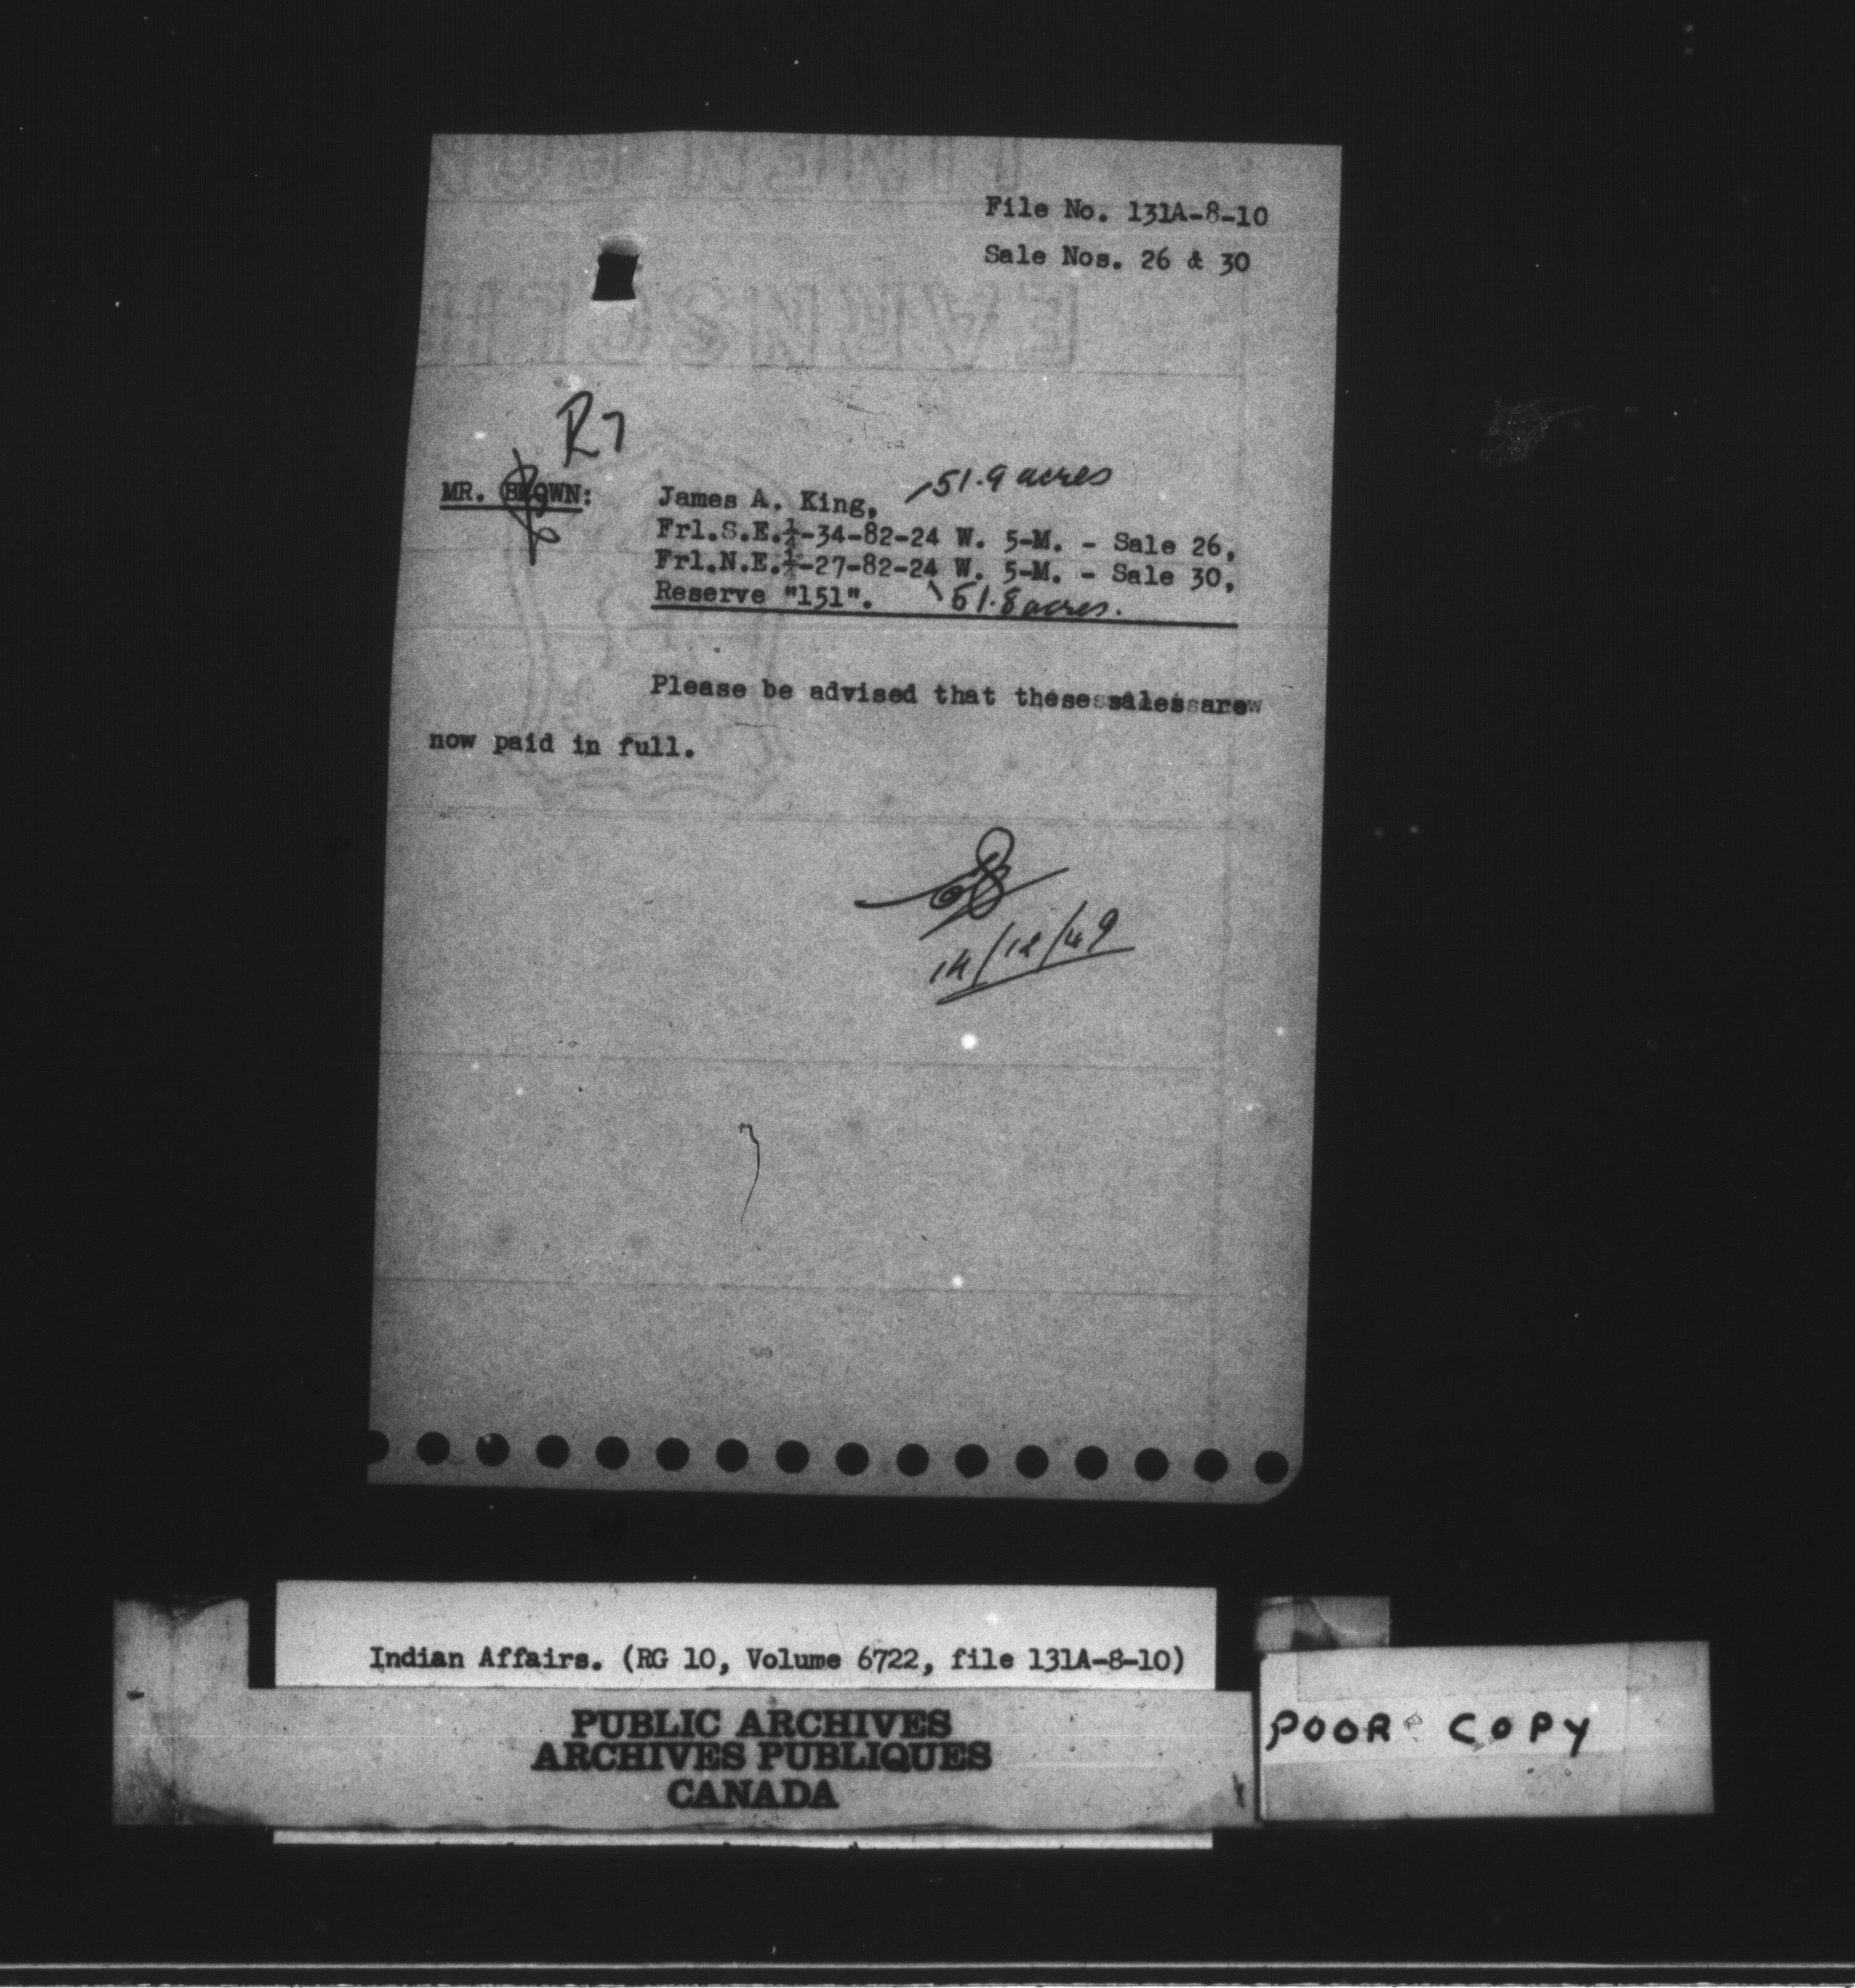 File No. 131A-8-10
Sale Nos. 26 & 30
R7
51.9 acres
MR. BROWN: James A. King,
Frl.S.E.¼-34-82-24 W. 5-M. - Sale 26,
Frl.N.E.¼-27-82-24 W. 5-M. - Sale 30,
Reserve "151". 51.8 acres.
Please be advised that these sales are
now paid in full.
14/12/49
Indian Affairs. (RG 10, Volume 6722, file 131A-8-10)
PUBLIC ARCHIVES
ARCHIVES PUBLIQUES
CANADA
POOR COPY